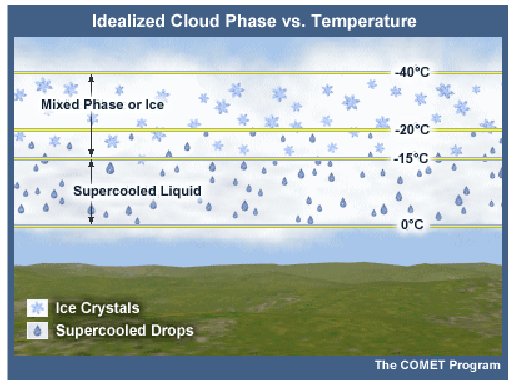 Idealized Cloud Phase vs. Temperature
-40°C
Mixed Phase or Ice
-20°C
-15°C
Supercooled Liquid
0°C
Ice Crystals
Supercooled Drops
The COMET Program